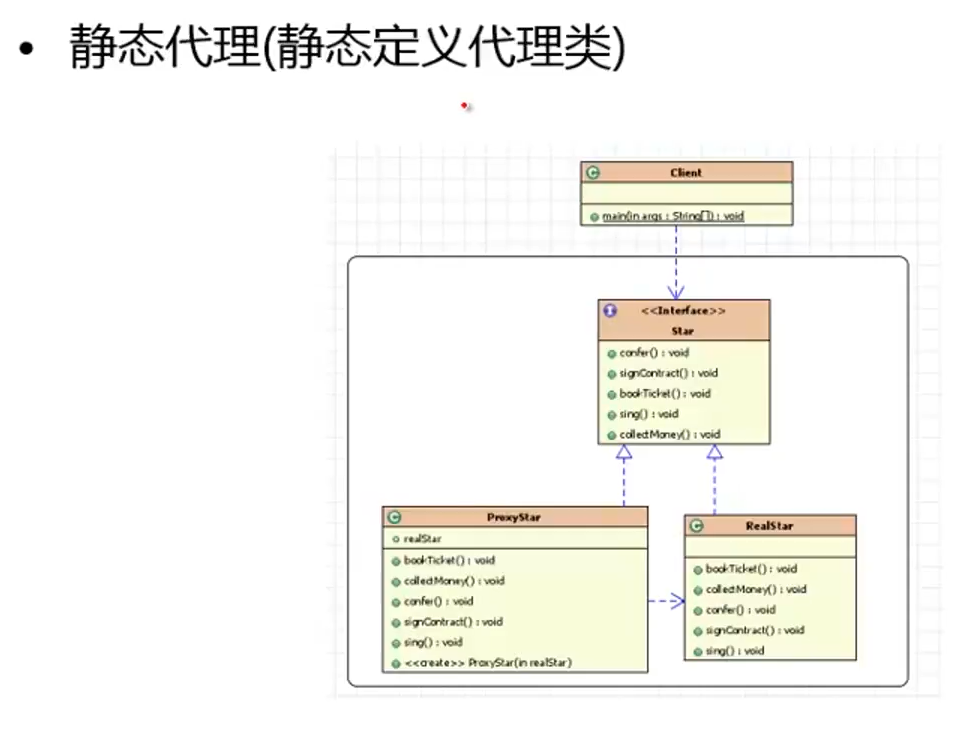 • 静态代理(静态定义代理类)
Client
main(in args : String[]) : void
<<Interface>>
Star
confer() : void
signContract() : void
bookTicket() : void
sing() : void
collectMoney() : void
ProxyStar
realStar
bookTicket() : void
collectMoney() : void
confer() : void
signContract() : void
sing() : void
<<create>> ProxyStar(in realStar)
RealStar
bookTicket() : void
collectMoney() : void
confer() : void
signContract() : void
sing() : void